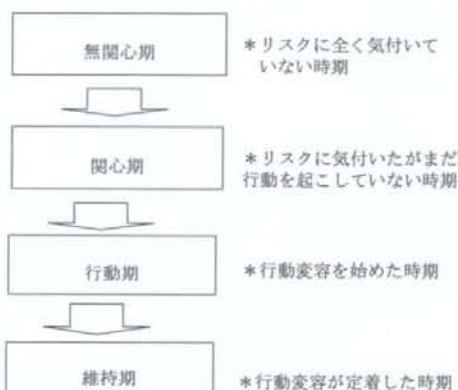 無関心期
＊リスクに全く気付いて
いない時期
関心期
＊リスクに気付いたがまだ
行動を起こしていない時期
行動期
＊行動変容を始めた時期
維持期
＊行動変容が定着した時期